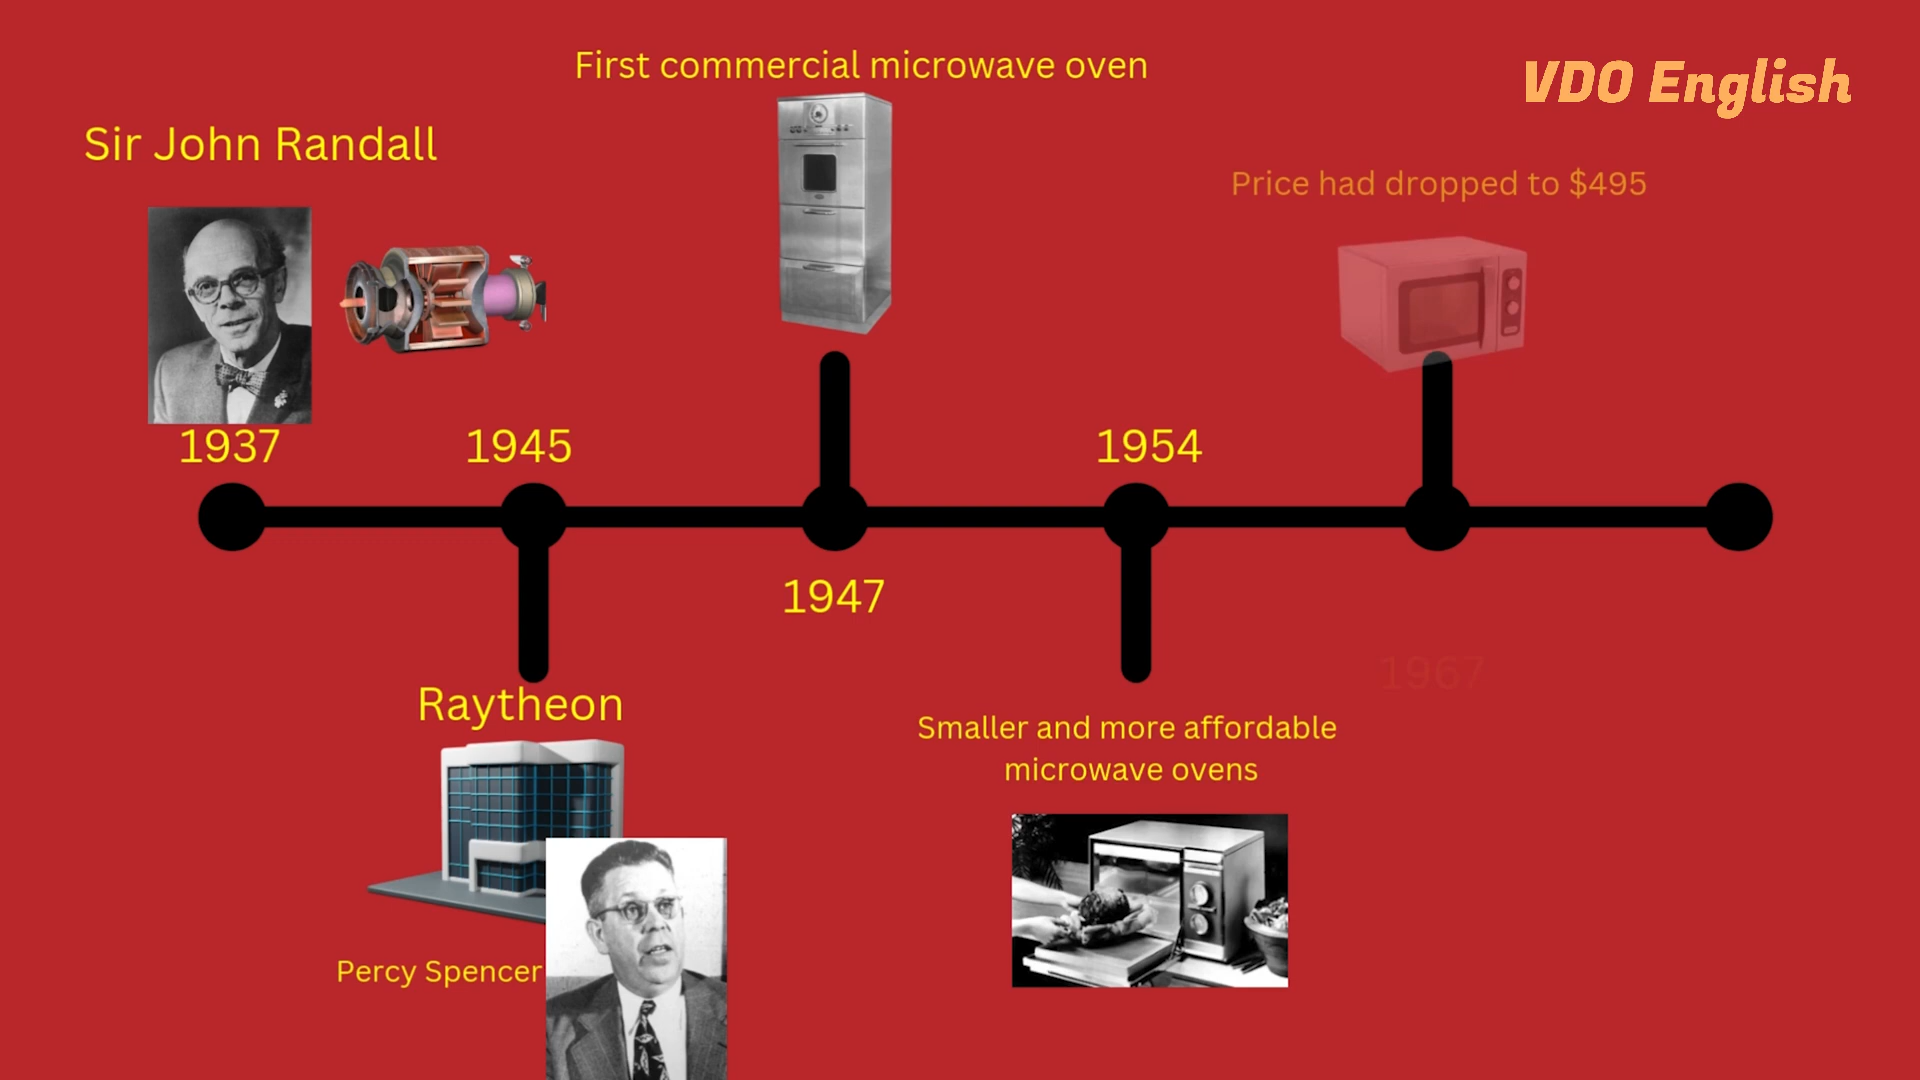 First commercial microwave oven
VDO English
Sir John Randall
Price had dropped to $495
1937
1945
1954
1947
1967
Raytheon
Smaller and more affordable
microwave ovens
Percy Spencer